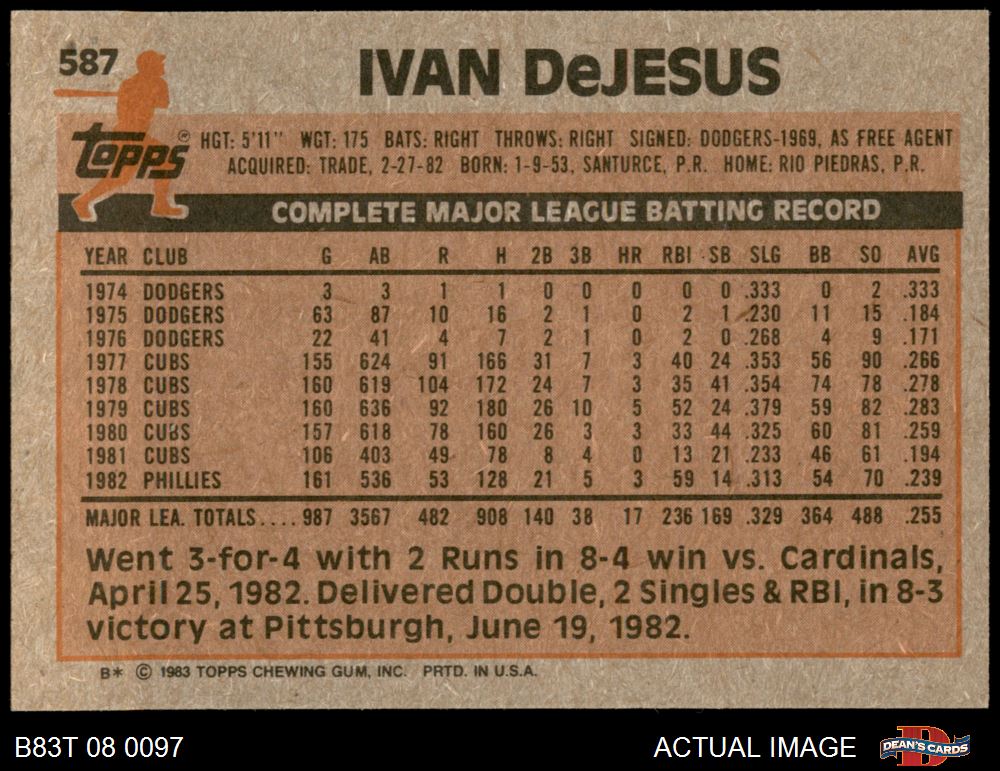 587 IVAN DeJESUS
Topps®
HGT: 5'11" WGT: 175 BATS: RIGHT THROWS: RIGHT SIGNED: DODGERS-1969, AS FREE AGENT
ACQUIRED: TRADE, 2-27-82 BORN: 1-9-53, SANTURCE, P.R. HOME: RIO PIEDRAS, P.R.
COMPLETE MAJOR LEAGUE BATTING RECORD
YEAR CLUB G AB R H 2B 3B HR RBI SB SLG BB SO AVG
1974 DODGERS 3 3 1 1 0 0 0 0 0 .333 0 2 .333
1975 DODGERS 63 87 10 16 2 1 0 2 1 .230 11 15 .184
1976 DODGERS 22 41 4 7 2 1 0 2 0 .268 4 9 .171
1977 CUBS 155 624 91 166 31 7 3 40 24 .353 56 90 .266
1978 CUBS 160 619 104 172 24 7 3 35 41 .354 74 78 .278
1979 CUBS 160 636 92 180 26 10 5 52 24 .379 59 82 .283
1980 CUBS 157 618 78 160 26 3 3 33 44 .325 60 81 .259
1981 CUBS 106 403 49 78 8 4 0 13 21 .233 46 61 .194
1982 PHILLIES 161 536 53 128 21 5 3 59 14 .313 54 70 .239
MAJOR LEA. TOTALS.... 987 3567 482 908 140 38 17 236 169 .329 364 488 .255
Went 3-for-4 with 2 Runs in 8-4 win vs. Cardinals,
April 25, 1982. Delivered Double, 2 Singles & RBI, in 8-3
victory at Pittsburgh, June 19, 1982.
B* © 1983 TOPPS CHEWING GUM, INC. PRTD. IN U.S.A.
B83T 08 0097 ACTUAL IMAGE DEAN'S CARDS